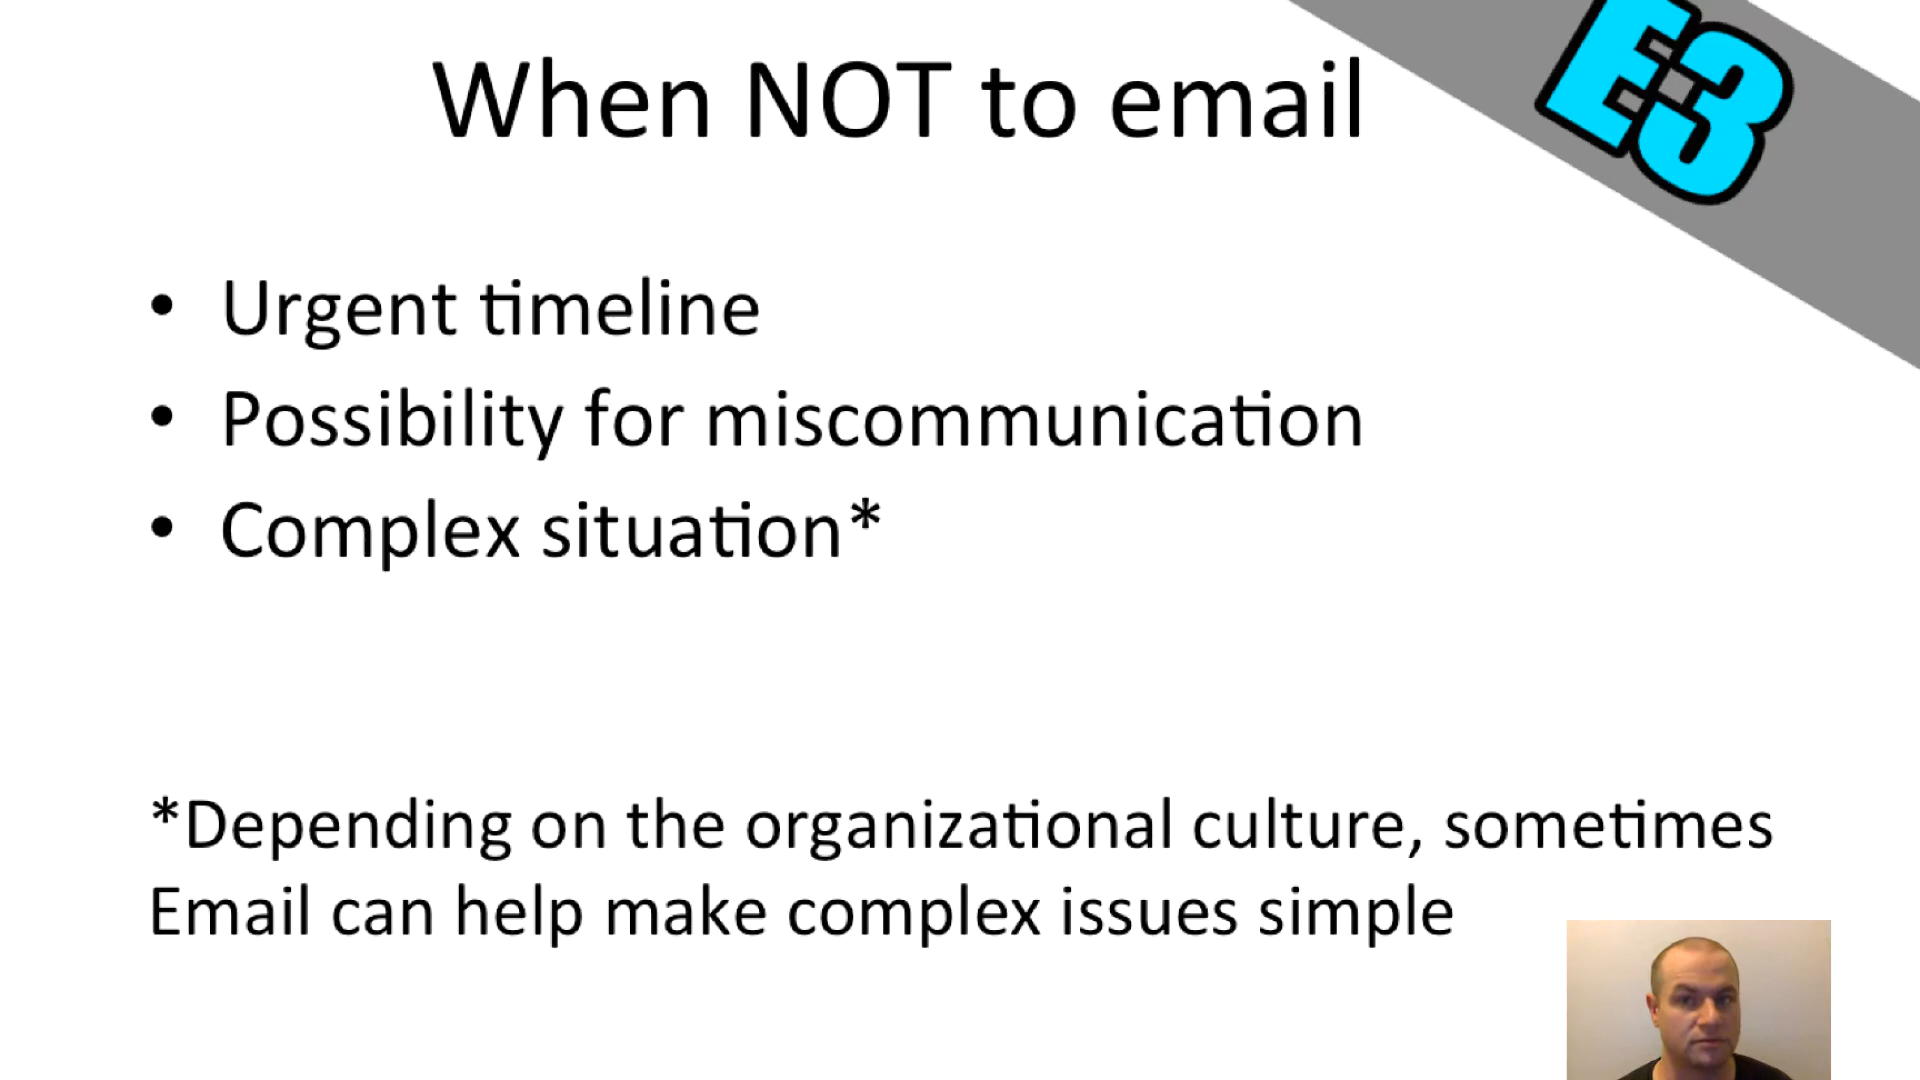 When NOT to email
E3
• Urgent timeline
• Possibility for miscommunication
• Complex situation*
*Depending on the organizational culture, sometimes
Email can help make complex issues simple